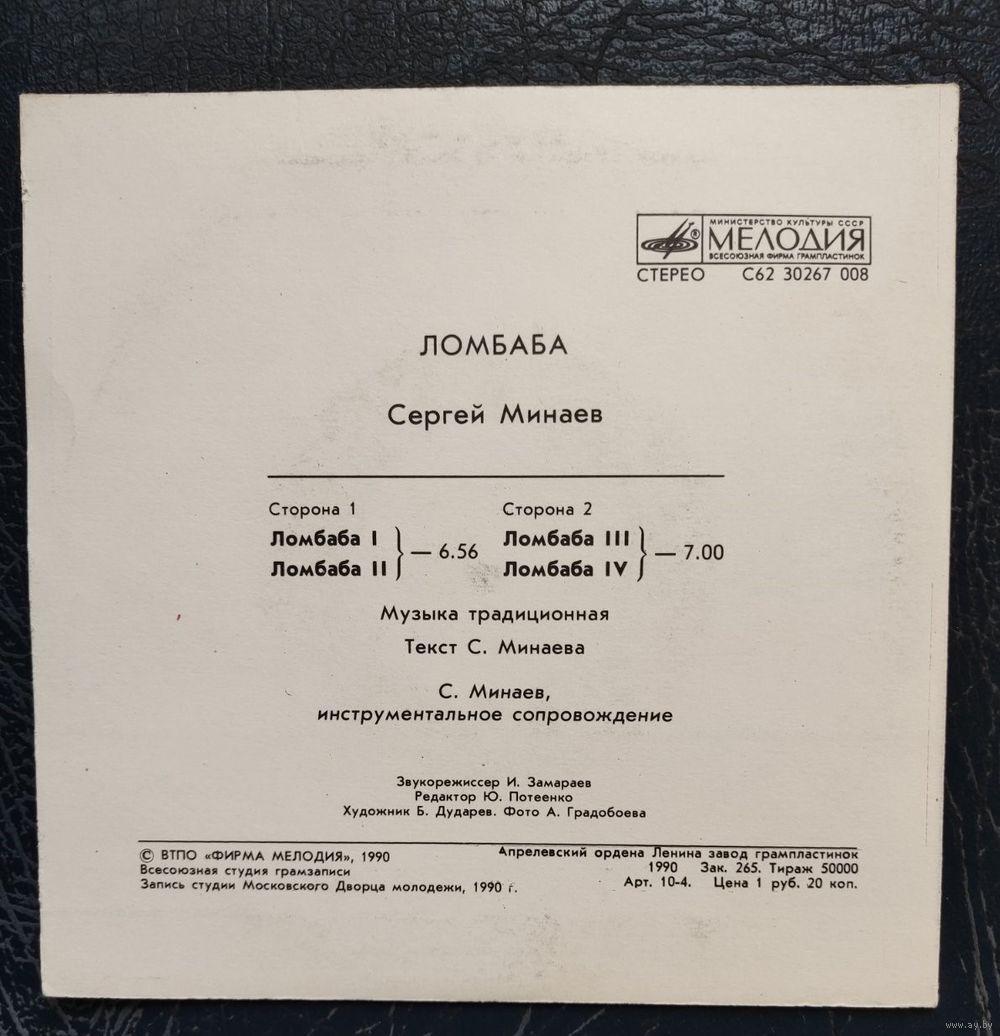 МИНИСТЕРСТВО КУЛЬТУРЫ СССР
МЕЛОДИЯ
ВСЕСОЮЗНАЯ ФИРМА ГРАМПЛАСТИНОК
СТЕРЕО С62 30267 008
ЛОМБАБА
Сергей Минаев
Сторона 1
Ломбаба I
Ломбаба II
— 6.56
Сторона 2
Ломбаба III
Ломбаба IV
— 7.00
Музыка традиционная
Текст С. Минаева
С. Минаев,
инструментальное сопровождение
Звукорежиссер И. Замараев
Редактор Ю. Потеенко
Художник Б. Дударев. Фото А. Градобоева
© ВТПО «ФИРМА МЕЛОДИЯ», 1990
Всесоюзная студия грамзаписи
Запись студии Московского Дворца молодежи, 1990 г.
Апрелевский ордена Ленина завод грампластинок
1990 Зак. 265. Тираж 50000
Арт. 10-4. Цена 1 руб. 20 коп.
www.ay.by